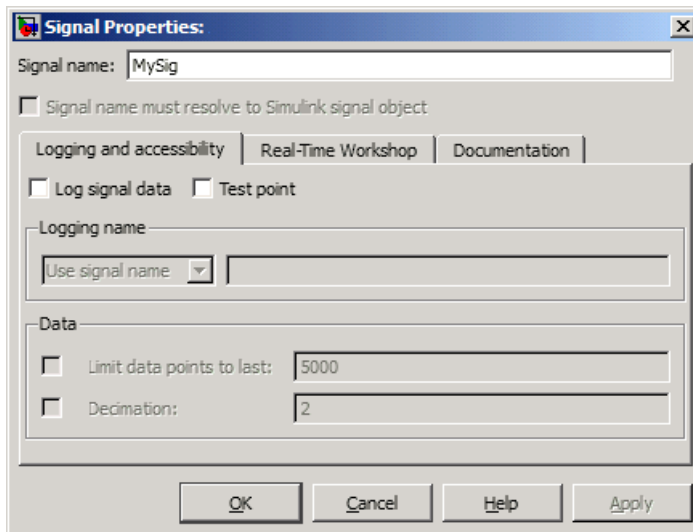 Signal Properties:
Signal name: MySig
Signal name must resolve to Simulink signal object
Logging and accessibility Real-Time Workshop Documentation
Log signal data Test point
Logging name
Use signal name
Data
Limit data points to last: 5000
Decimation: 2
OK Cancel Help Apply